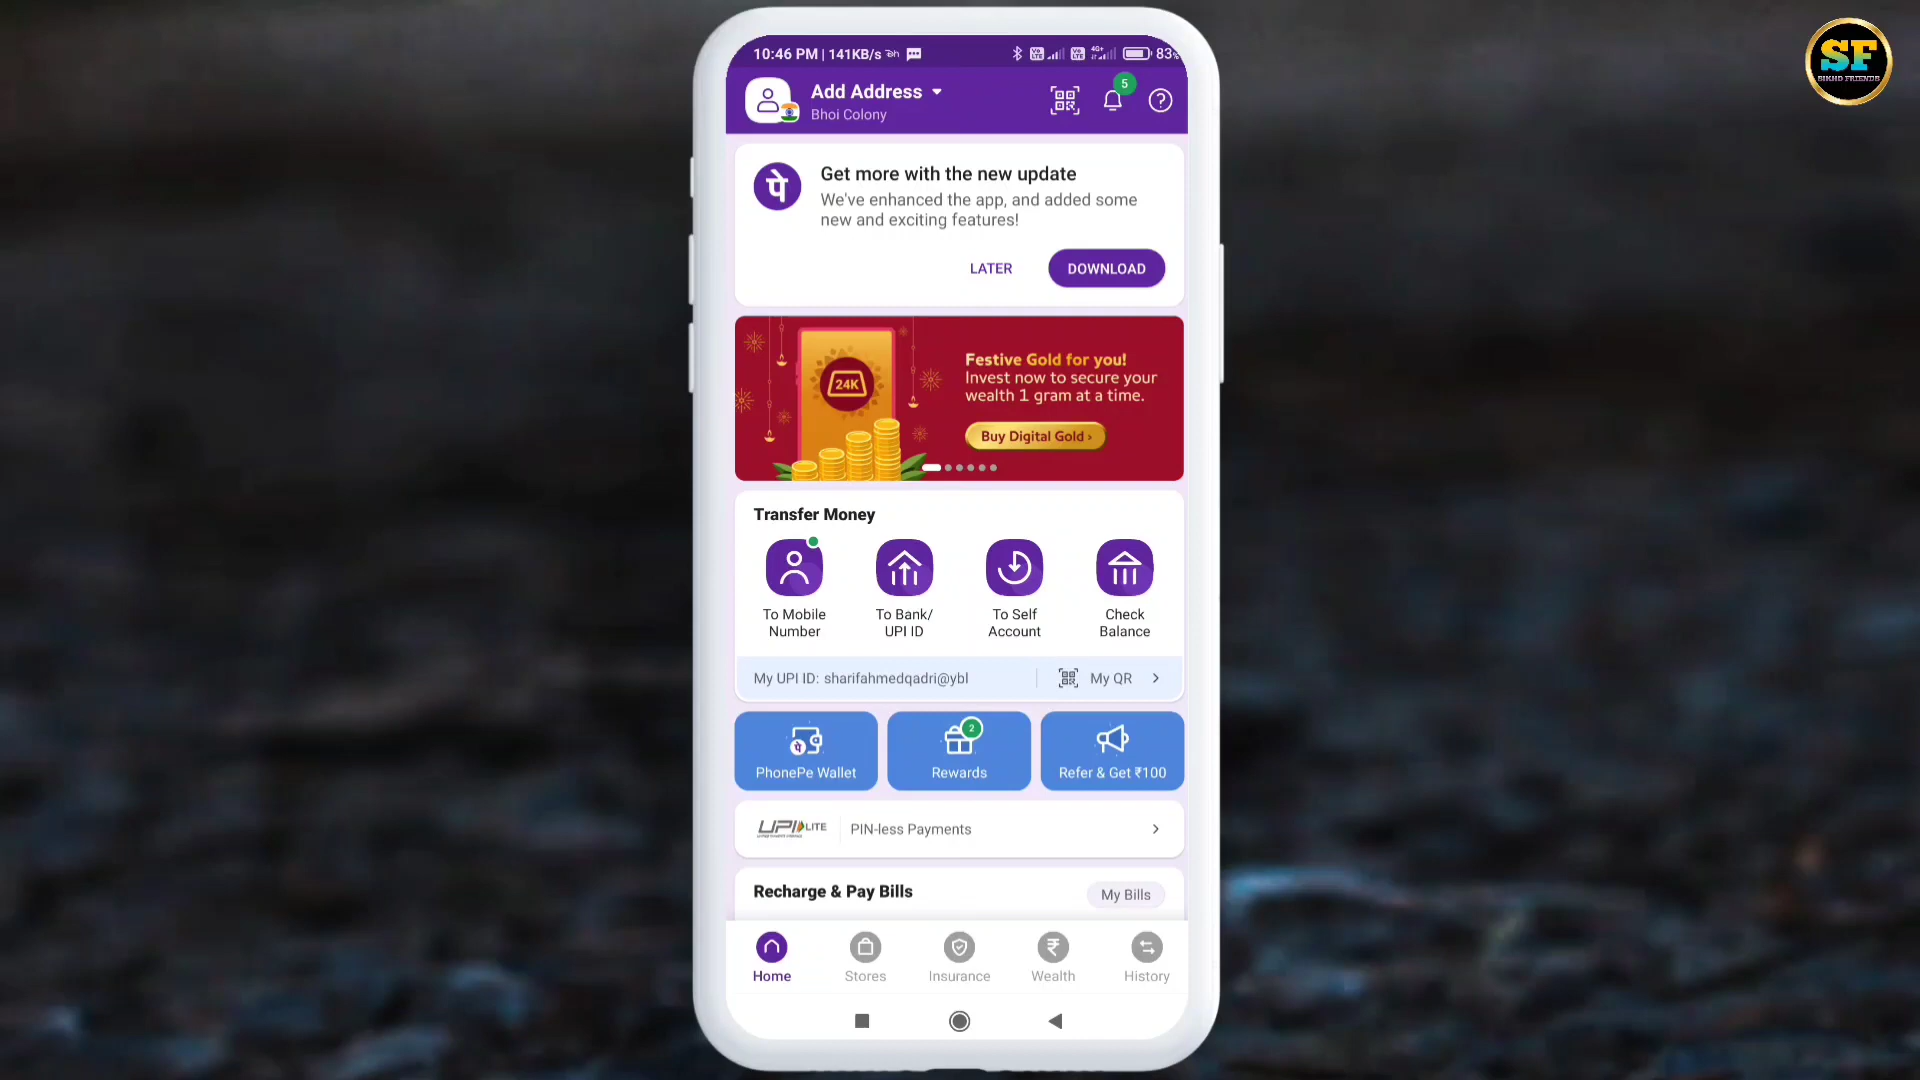 SF
SIKHO FRIENDS
10:46 PM | 141KB/s
83%
Add Address
Bhoi Colony
5
पे
Get more with the new update
We've enhanced the app, and added some
new and exciting features!
LATER
DOWNLOAD
24K
Festive Gold for you!
Invest now to secure your
wealth 1 gram at a time.
Buy Digital Gold ›
Transfer Money
To Mobile
Number
To Bank/
UPI ID
To Self
Account
Check
Balance
My UPI ID: sharifahmedqadri@ybl
My QR
पे
PhonePe Wallet
2
Rewards
Refer & Get ₹100
UPI LITE
PIN-less Payments
Recharge & Pay Bills
My Bills
Home
Stores
Insurance
₹
Wealth
History